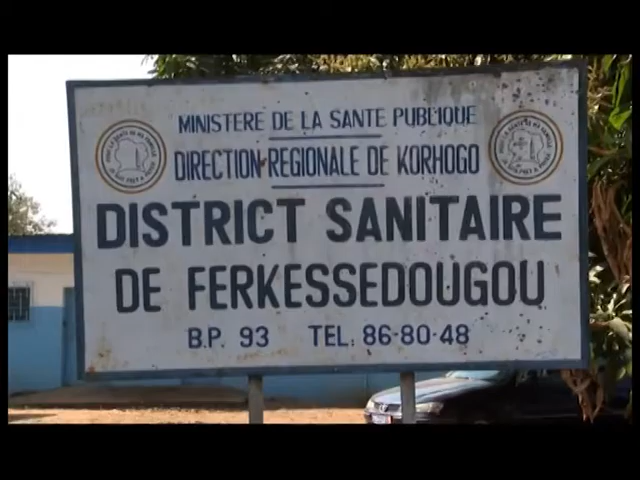 MINISTERE DE LA SANTE PUBLIQUE
DIRECTION REGIONALE DE KORHOGO
DISTRICT SANITAIRE
DE FERKESSEDOUGOU
B.P. 93 TEL. 86-80-48